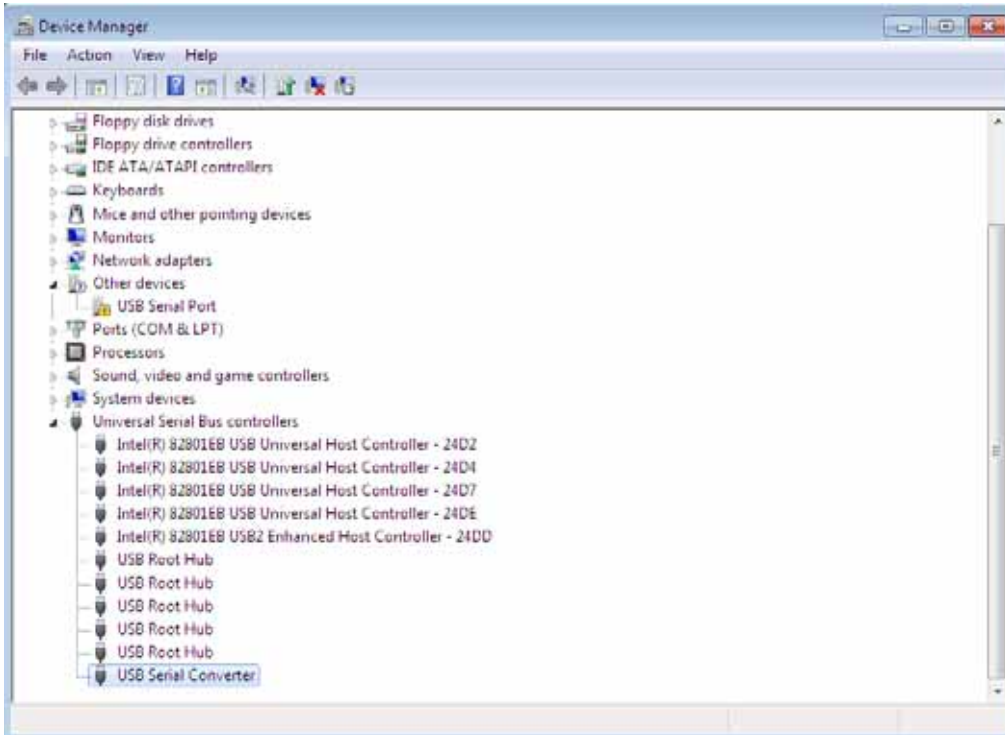 Device Manager
File Action View Help
Floppy disk drives
Floppy drive controllers
IDE ATA/ATAPI controllers
Keyboards
Mice and other pointing devices
Monitors
Network adapters
Other devices
USB Serial Port
Ports (COM & LPT)
Processors
Sound, video and game controllers
System devices
Universal Serial Bus controllers
Intel(R) 82801EB USB Universal Host Controller - 24D2
Intel(R) 82801EB USB Universal Host Controller - 24D4
Intel(R) 82801EB USB Universal Host Controller - 24D7
Intel(R) 82801EB USB Universal Host Controller - 24DE
Intel(R) 82801EB USB2 Enhanced Host Controller - 24DD
USB Root Hub
USB Root Hub
USB Root Hub
USB Root Hub
USB Root Hub
USB Serial Converter